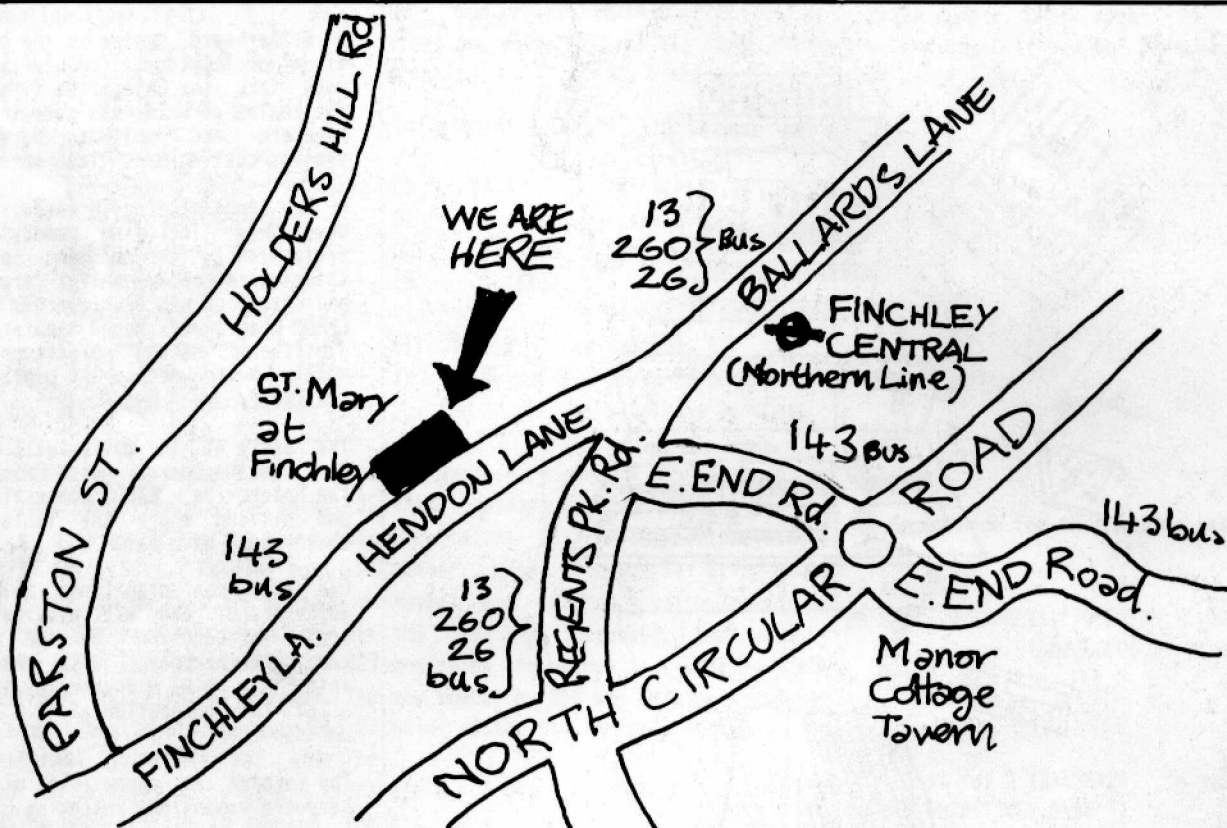 HOLDERS HILL Rd
WE ARE
HERE
13
260
26
Bus
BALLARDS LANE
FINCHLEY
CENTRAL
(Northern Line)
ST. Mary
at
Finchley
HENDON LANE
143 Bus
ROAD
E. END Rd.
REGENTS PK. Rd.
143 bus
E. END Road.
PARSTON ST.
143
bus
FINCHLEY LA.
13
260
26
bus
NORTH CIRCULAR
Manor
Cottage
Tavern